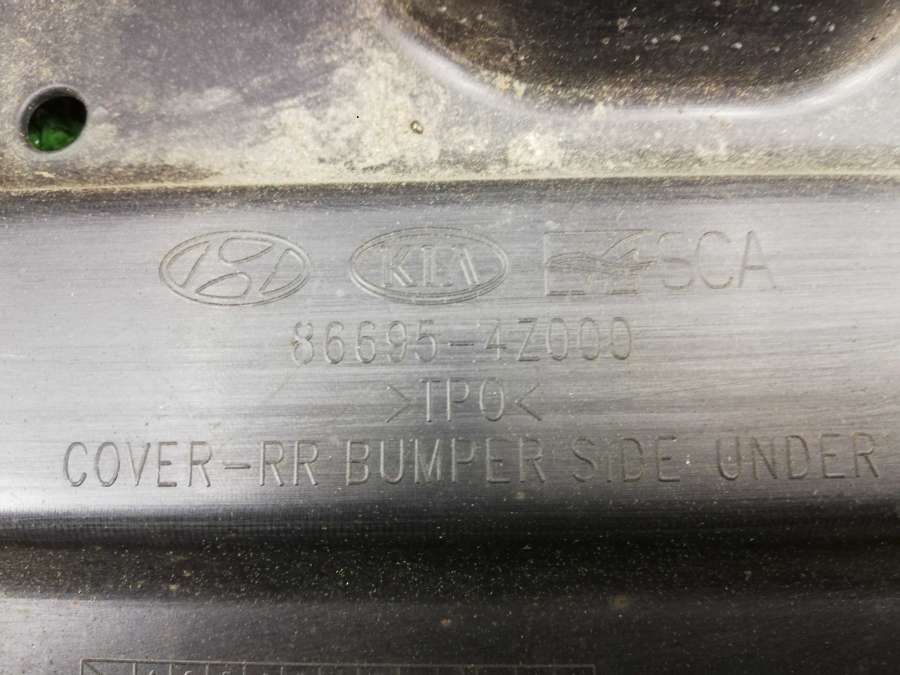 KIA SCA
86695-4Z000
>TPO<
COVER-RR BUMPER SIDE UNDER